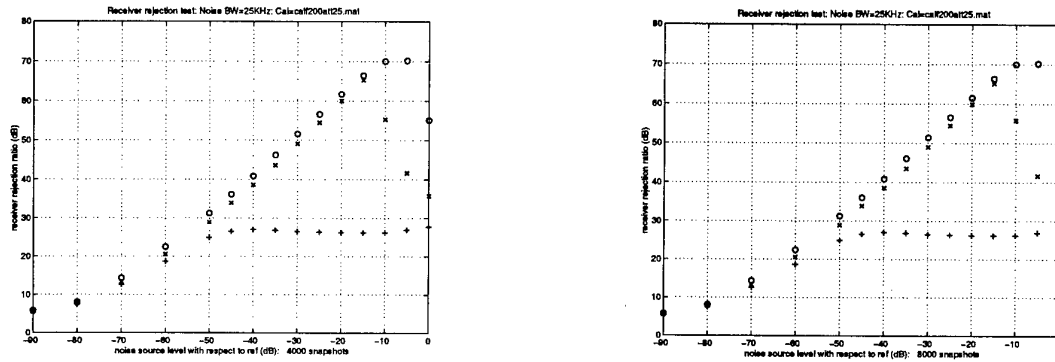 Receiver rejection test: Noise BW=25KHz: Cal=calf200att25.mat
receiver rejection ratio (dB)
80
70
60
50
40
30
20
10
0
-90 -80 -70 -60 -50 -40 -30 -20 -10 0
noise source level with respect to ref (dB): 4000 snapshots
Receiver rejection test: Noise BW=25KHz: Cal=calf200att25.mat
receiver rejection ratio (dB)
80
70
60
50
40
30
20
10
0
-90 -80 -70 -60 -50 -40 -30 -20 -10
noise source level with respect to ref (dB): 8000 snapshots